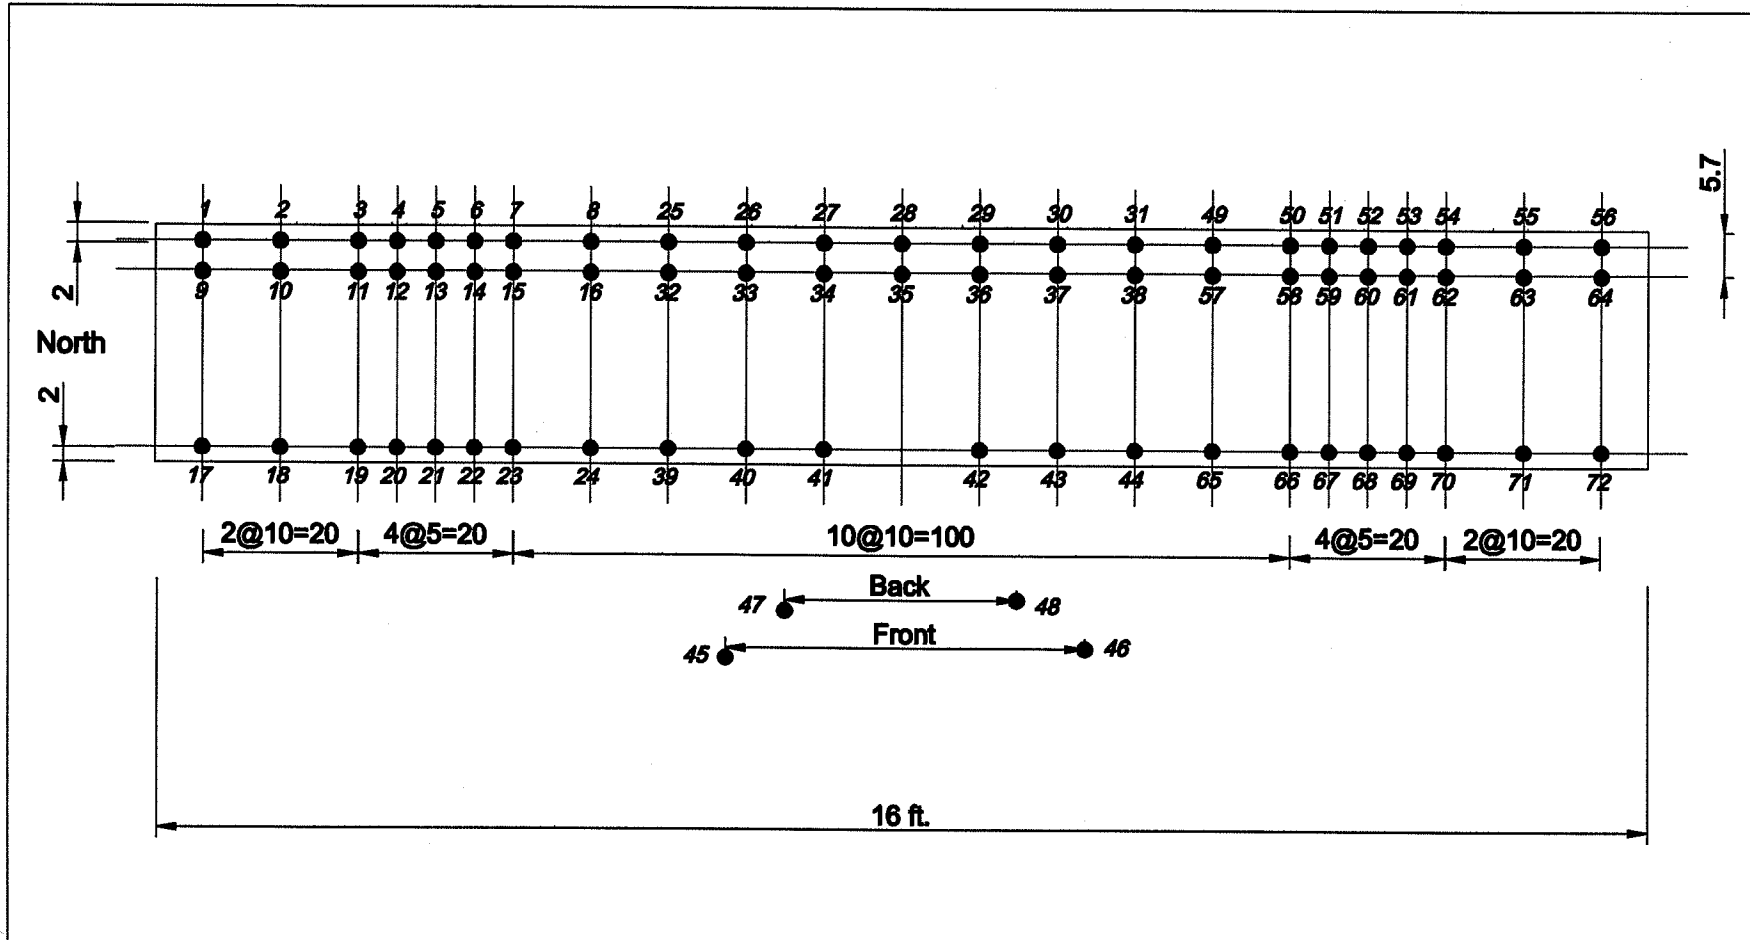 5.7
1 2 3 4 5 6 7 8 25 26 27 28 29 30 31 49 50 51 52 53 54 55 56
9 10 11 12 13 14 15 16 32 33 34 35 36 37 38 57 58 59 60 61 62 63 64
2
North
2
17 18 19 20 21 22 23 24 39 40 41 42 43 44 65 66 67 68 69 70 71 72
2@10=20 4@5=20 10@10=100 4@5=20 2@10=20
47 Back 48
45 Front 46
16 ft.